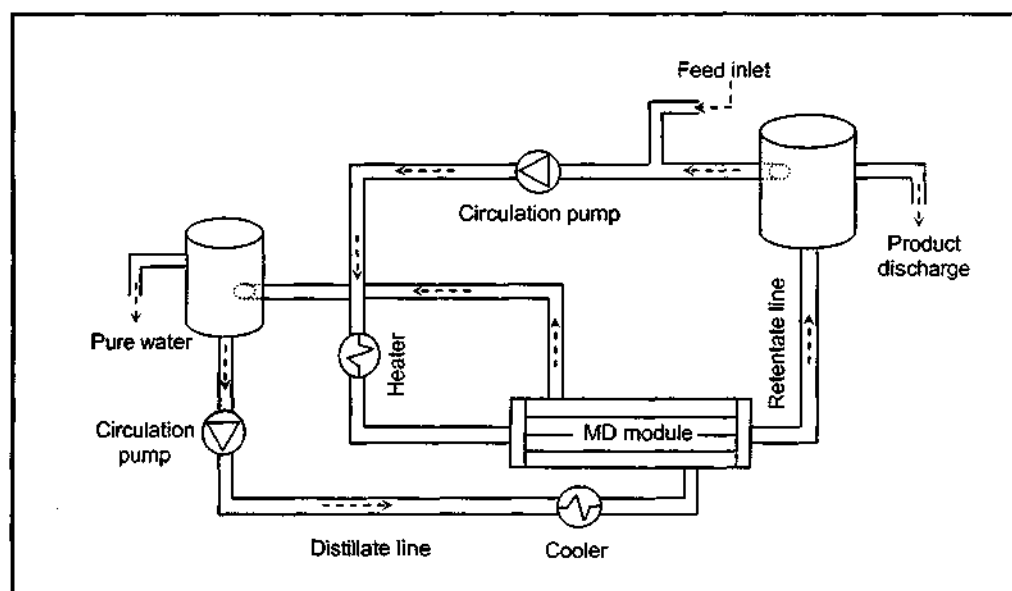 Feed inlet
Circulation pump
Product
discharge
Pure water
Heater
Retentate line
Circulation
pump
MD module
Distillate line
Cooler